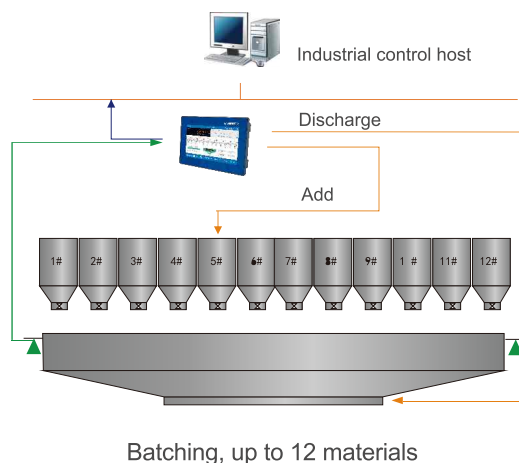 Industrial control host
Discharge
Add
1# 2# 3# 4# 5# 6# 7# 8# 9# 1 # 11# 12#
Batching, up to 12 materials